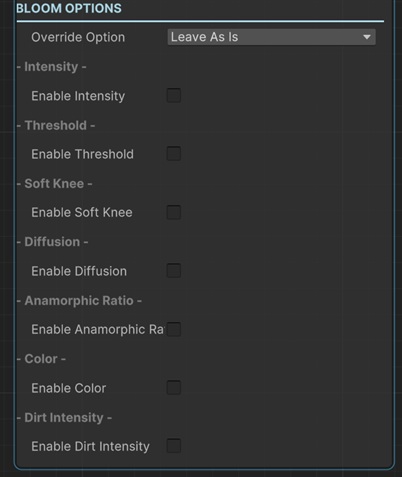 BLOOM OPTIONS
Override Option Leave As Is
- Intensity -
Enable Intensity
- Threshold -
Enable Threshold
- Soft Knee -
Enable Soft Knee
- Diffusion -
Enable Diffusion
- Anamorphic Ratio -
Enable Anamorphic Ra
- Color -
Enable Color
- Dirt Intensity -
Enable Dirt Intensity